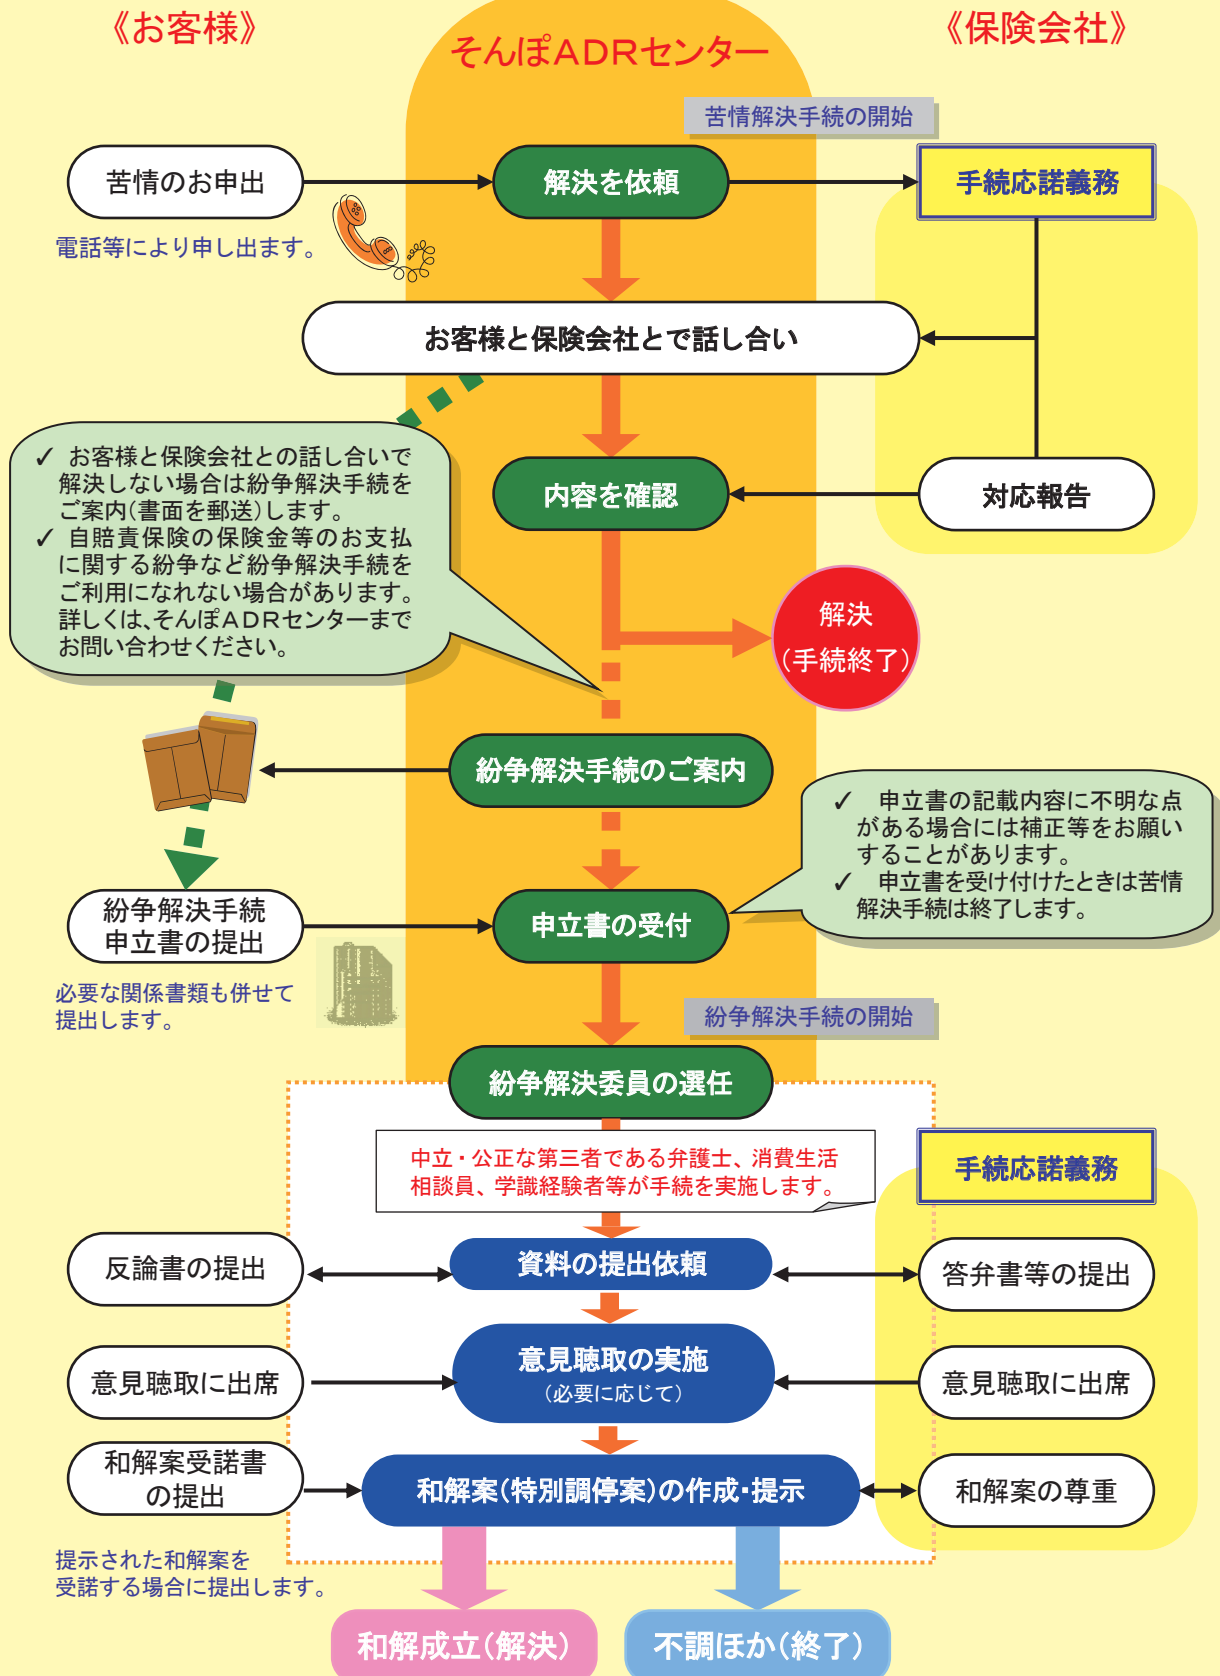 《お客様》
そんぽADRセンター
《保険会社》
苦情解決手続の開始
苦情のお申出
解決を依頼
手続応諾義務
電話等により申し出ます。
お客様と保険会社とで話し合い
✓ お客様と保険会社との話し合いで
解決しない場合は紛争解決手続を
ご案内(書面を郵送)します。
✓ 自賠責保険の保険金等のお支払
に関する紛争など紛争解決手続を
ご利用になれない場合があります。
詳しくは、そんぽADRセンターまで
お問い合わせください。
内容を確認
対応報告
解決
(手続終了)
紛争解決手続のご案内
✓ 申立書の記載内容に不明な点
がある場合には補正等をお願い
することがあります。
✓ 申立書を受け付けたときは苦情
解決手続は終了します。
紛争解決手続
申立書の提出
申立書の受付
必要な関係書類も併せて
提出します。
紛争解決手続の開始
紛争解決委員の選任
中立・公正な第三者である弁護士、消費生活
相談員、学識経験者等が手続を実施します。
手続応諾義務
反論書の提出
資料の提出依頼
答弁書等の提出
意見聴取に出席
意見聴取の実施
(必要に応じて)
意見聴取に出席
和解案受諾書
の提出
和解案(特別調停案)の作成・提示
和解案の尊重
提示された和解案を
受諾する場合に提出します。
和解成立(解決)
不調ほか(終了)